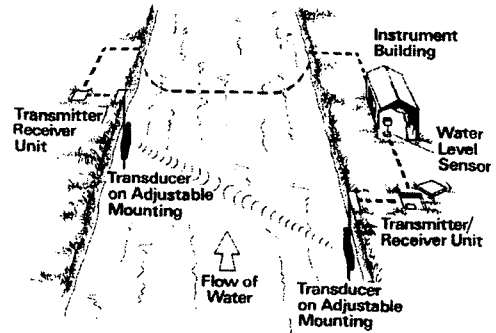 Instrument
Building
Transmitter/
Receiver
Unit
Water
Level
Sensor
Transducer
on Adjustable
Mounting
Transmitter/
Receiver Unit
Flow of
Water
Transducer
on Adjustable
Mounting